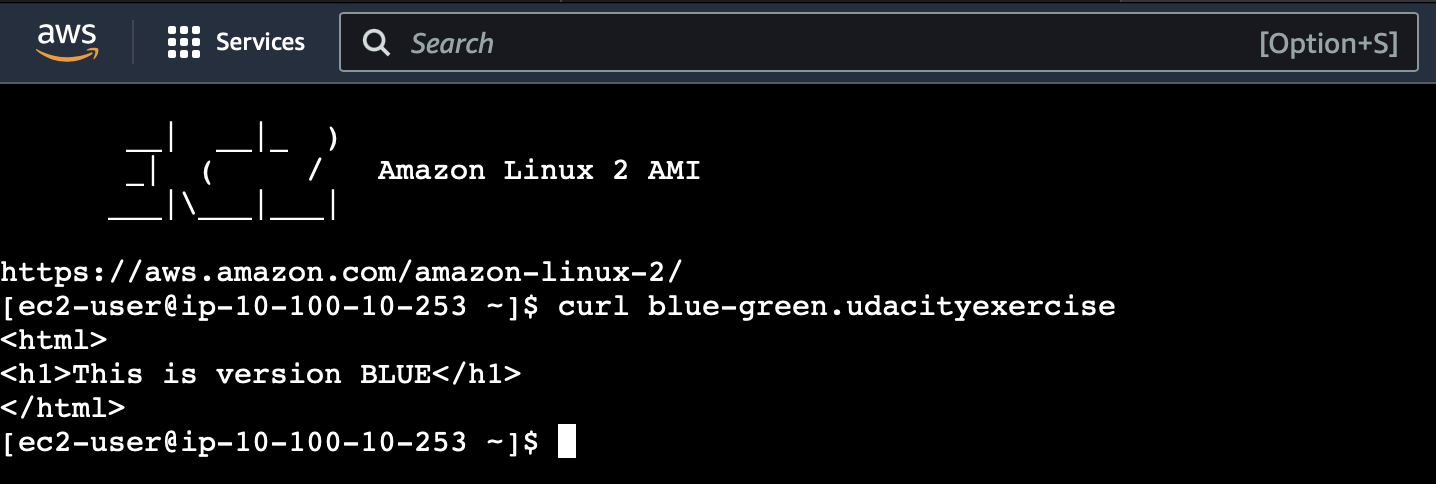 aws Services Search [Option+S]
__|  __|_  )
_|  (     /   Amazon Linux 2 AMI
___|\___|___|
https://aws.amazon.com/amazon-linux-2/
[ec2-user@ip-10-100-10-253 ~]$ curl blue-green.udacityexercise
<html>
<h1>This is version BLUE</h1>
</html>
[ec2-user@ip-10-100-10-253 ~]$